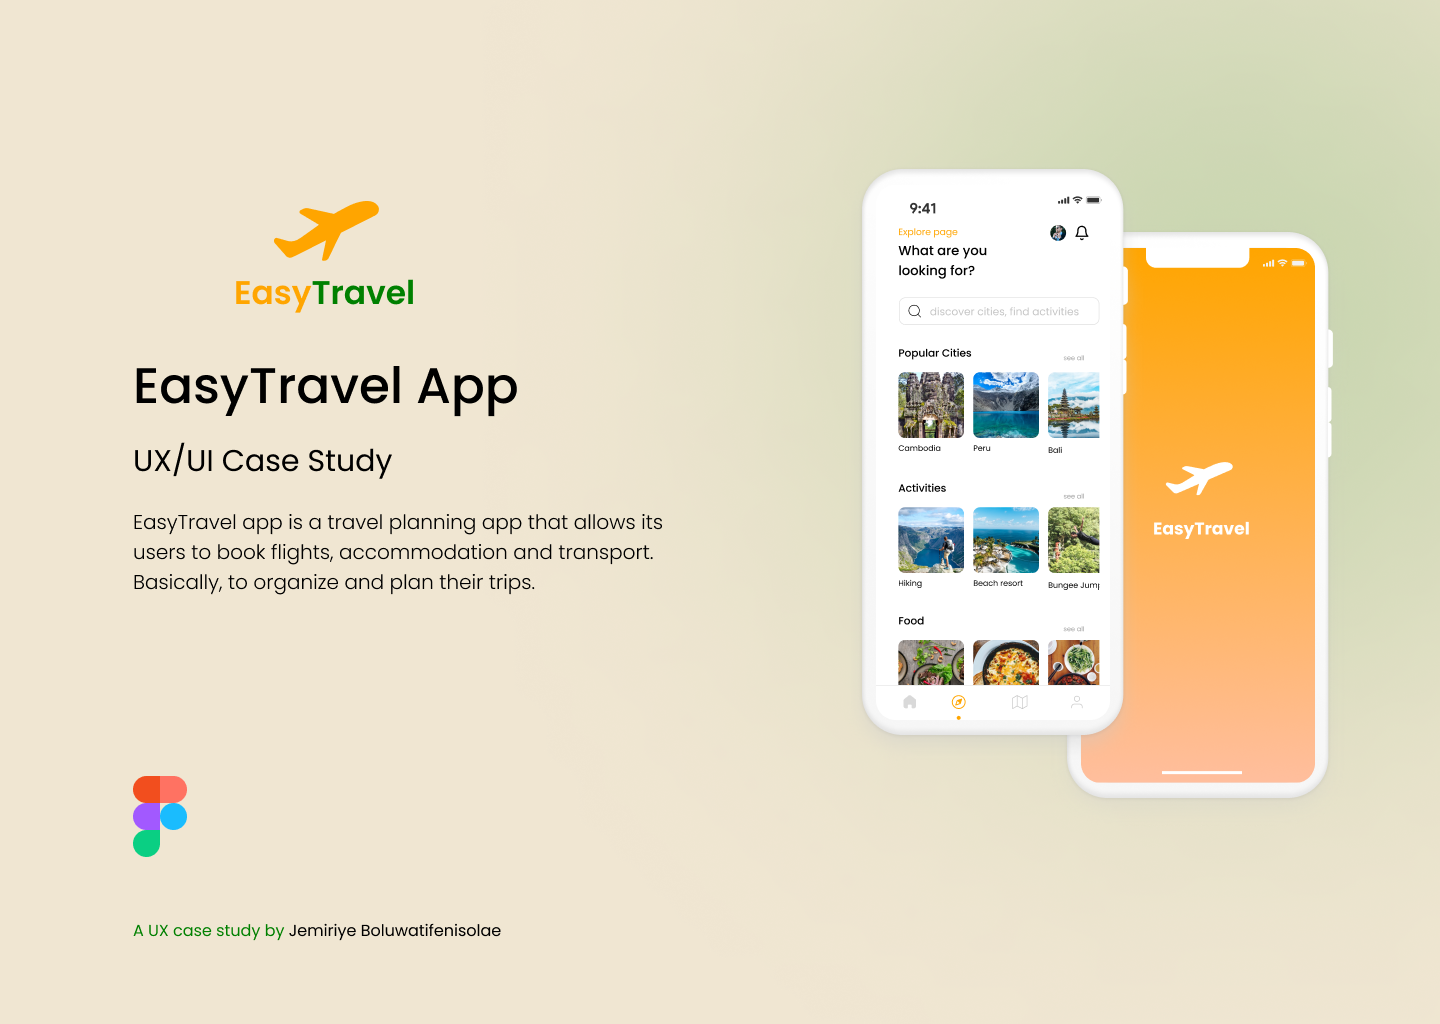 EasyTravel
EasyTravel App
UX/UI Case Study
EasyTravel app is a travel planning app that allows its
users to book flights, accommodation and transport.
Basically, to organize and plan their trips.
A UX case study by Jemiriye Boluwatifenisolae
9:41
Explore page
What are you
looking for?
discover cities, find activities
Popular Cities
see all
Cambodia
Peru
Bali
Activities
see all
Hiking
Beach resort
Bungee Jump
Food
see all
EasyTravel